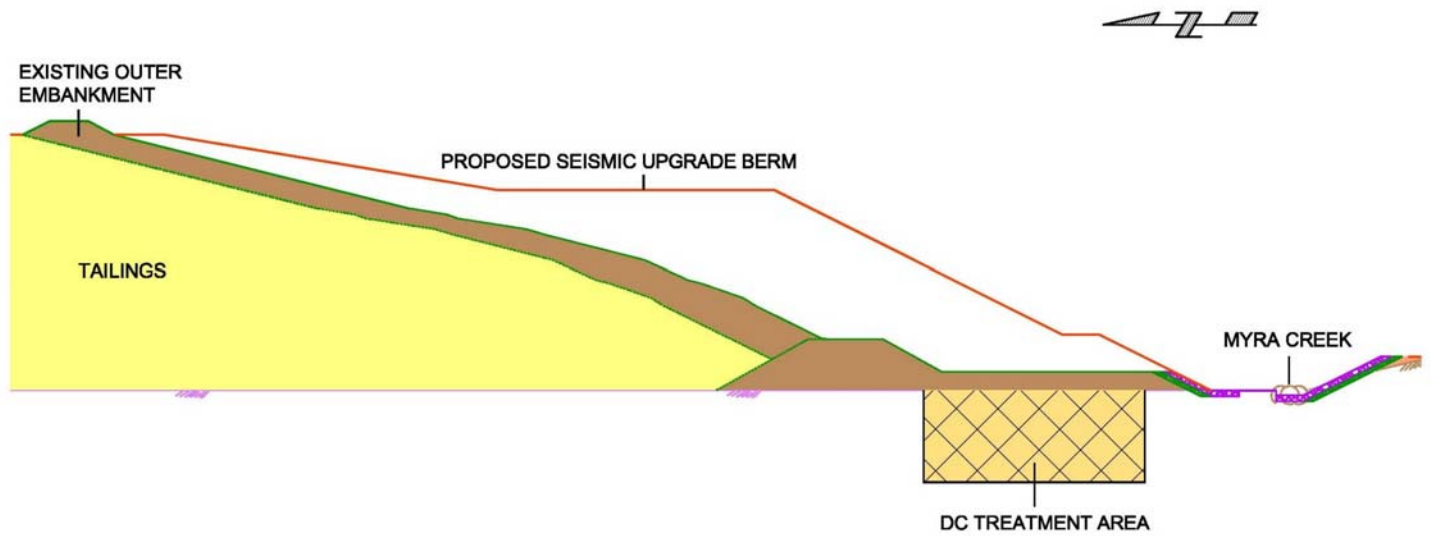 EXISTING OUTER
EMBANKMENT
PROPOSED SEISMIC UPGRADE BERM
TAILINGS
MYRA CREEK
DC TREATMENT AREA